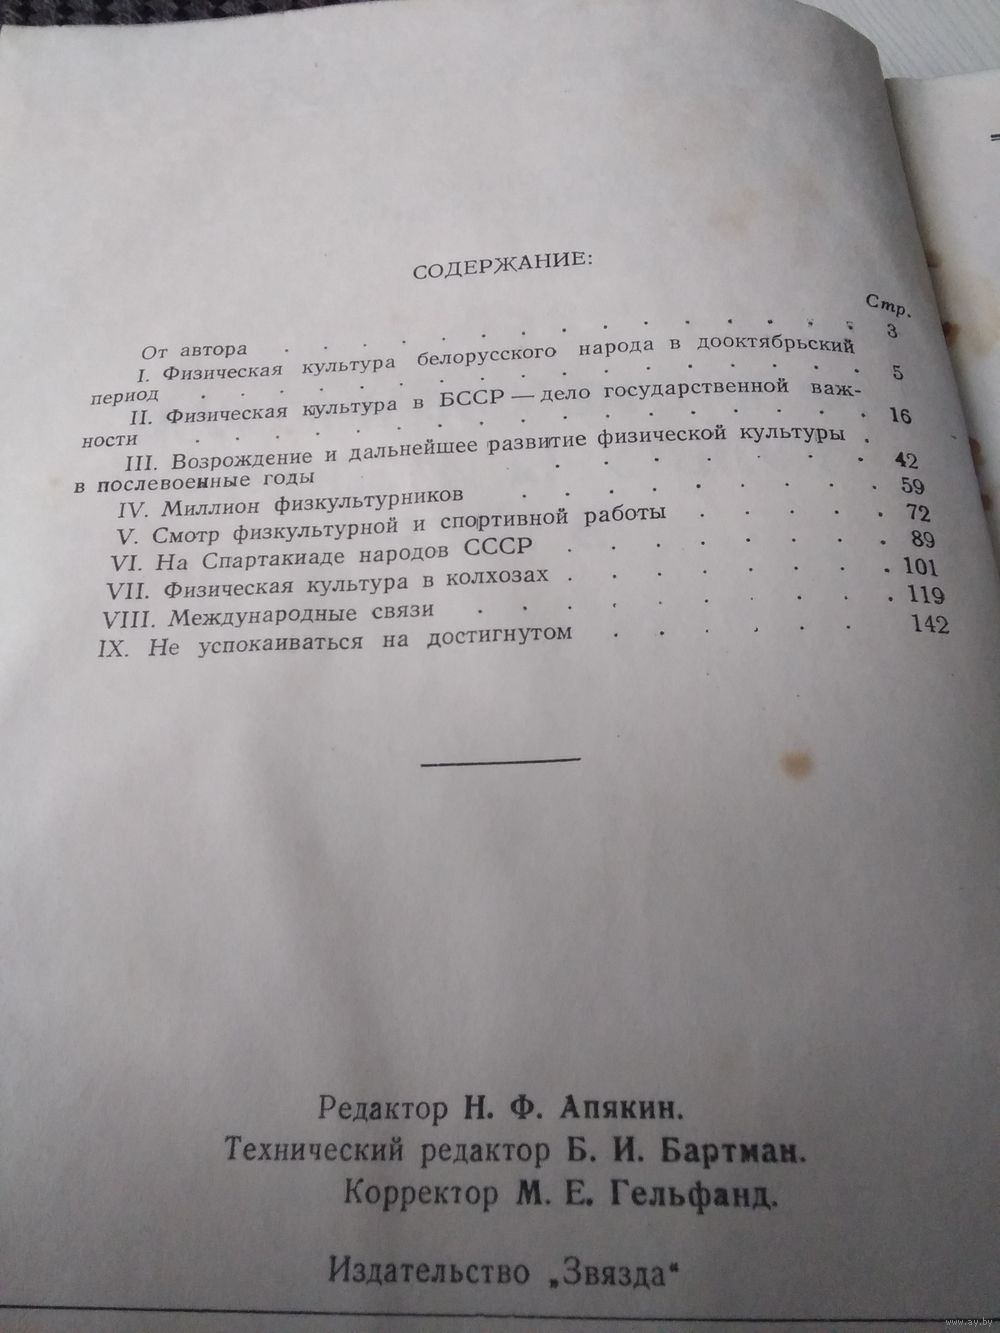 СОДЕРЖАНИЕ:
Стр.
От автора . . . . . . . . . . . . . 3
I. Физическая культура белорусского народа в дооктябрьский
период . . . . . . . . . . . . . 5
II. Физическая культура в БССР — дело государственной важ-
ности . . . . . . . . . . . . . 16
III. Возрождение и дальнейшее развитие физической культуры
в послевоенные годы . . . . . . 42
IV. Миллион физкультурников . . . . . . . . . 59
V. Смотр физкультурной и спортивной работы . . . . . 72
VI. На Спартакиаде народов СССР . . . . . . . . 89
VII. Физическая культура в колхозах . . . . . . . . 101
VIII. Международные связи . . . . . . . . . . 119
IX. Не успокаиваться на достигнутом . . . . . . 142
Редактор Н. Ф. Апякин.
Технический редактор Б. И. Бартман.
Корректор М. Е. Гельфанд.
Издательство „Звязда“
www.ay.by